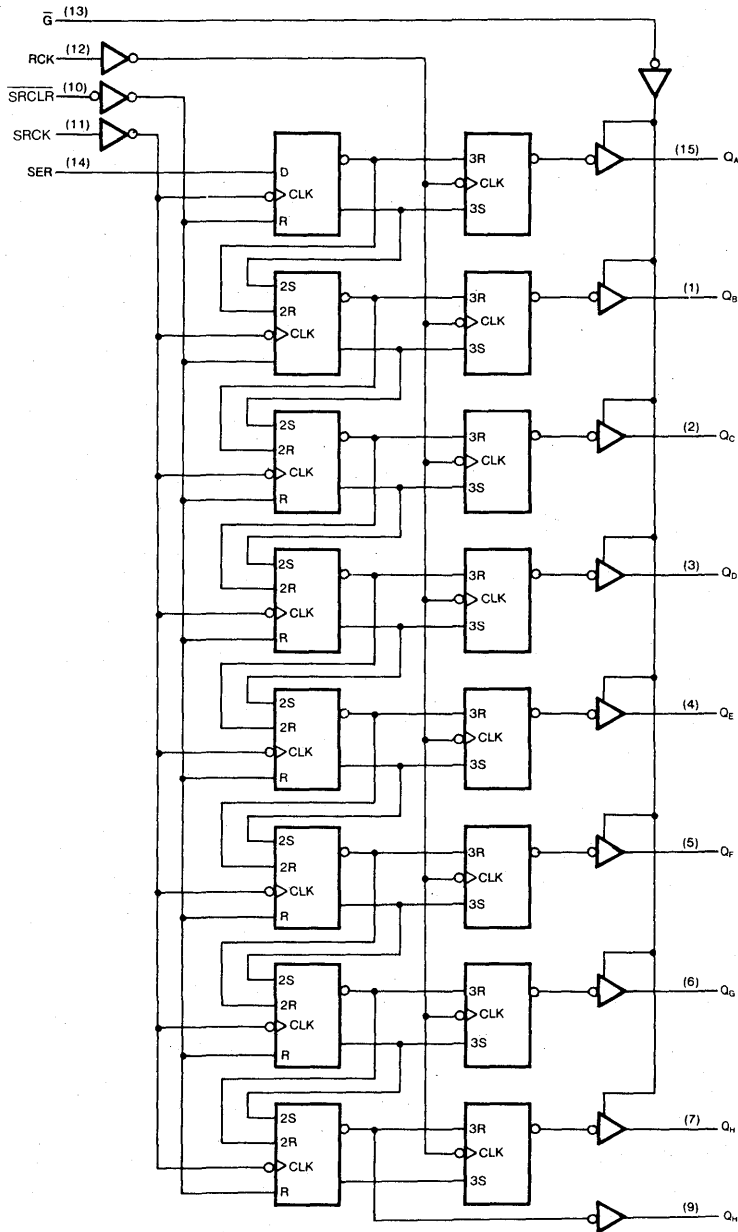 G̅ (13)
RCK (12)
S̅R̅C̅L̅R̅ (10)
SRCK (11)
SER (14)
D
CLK
R
3R
CLK
3S
(15) QA
2S
2R
CLK
3R
CLK
3S
(1) QB
2S
2R
CLK
R
3R
CLK
3S
(2) QC
2S
2R
CLK
R
3R
CLK
3S
(3) QD
2S
2R
CLK
R
3R
CLK
3S
(4) QE
2S
2R
CLK
R
3R
CLK
3S
(5) QF
2S
2R
CLK
R
3R
CLK
3S
(6) QG
2S
2R
CLK
R
3R
CLK
3S
(7) QH
(9) QH